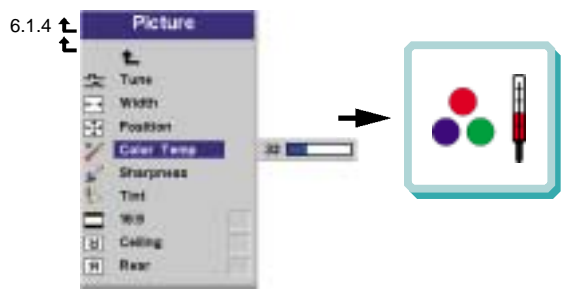 6.1.4
Picture
Tune
Width
Position
Color Temp
32
Sharpness
Tint
16:9
Ceiling
Rear